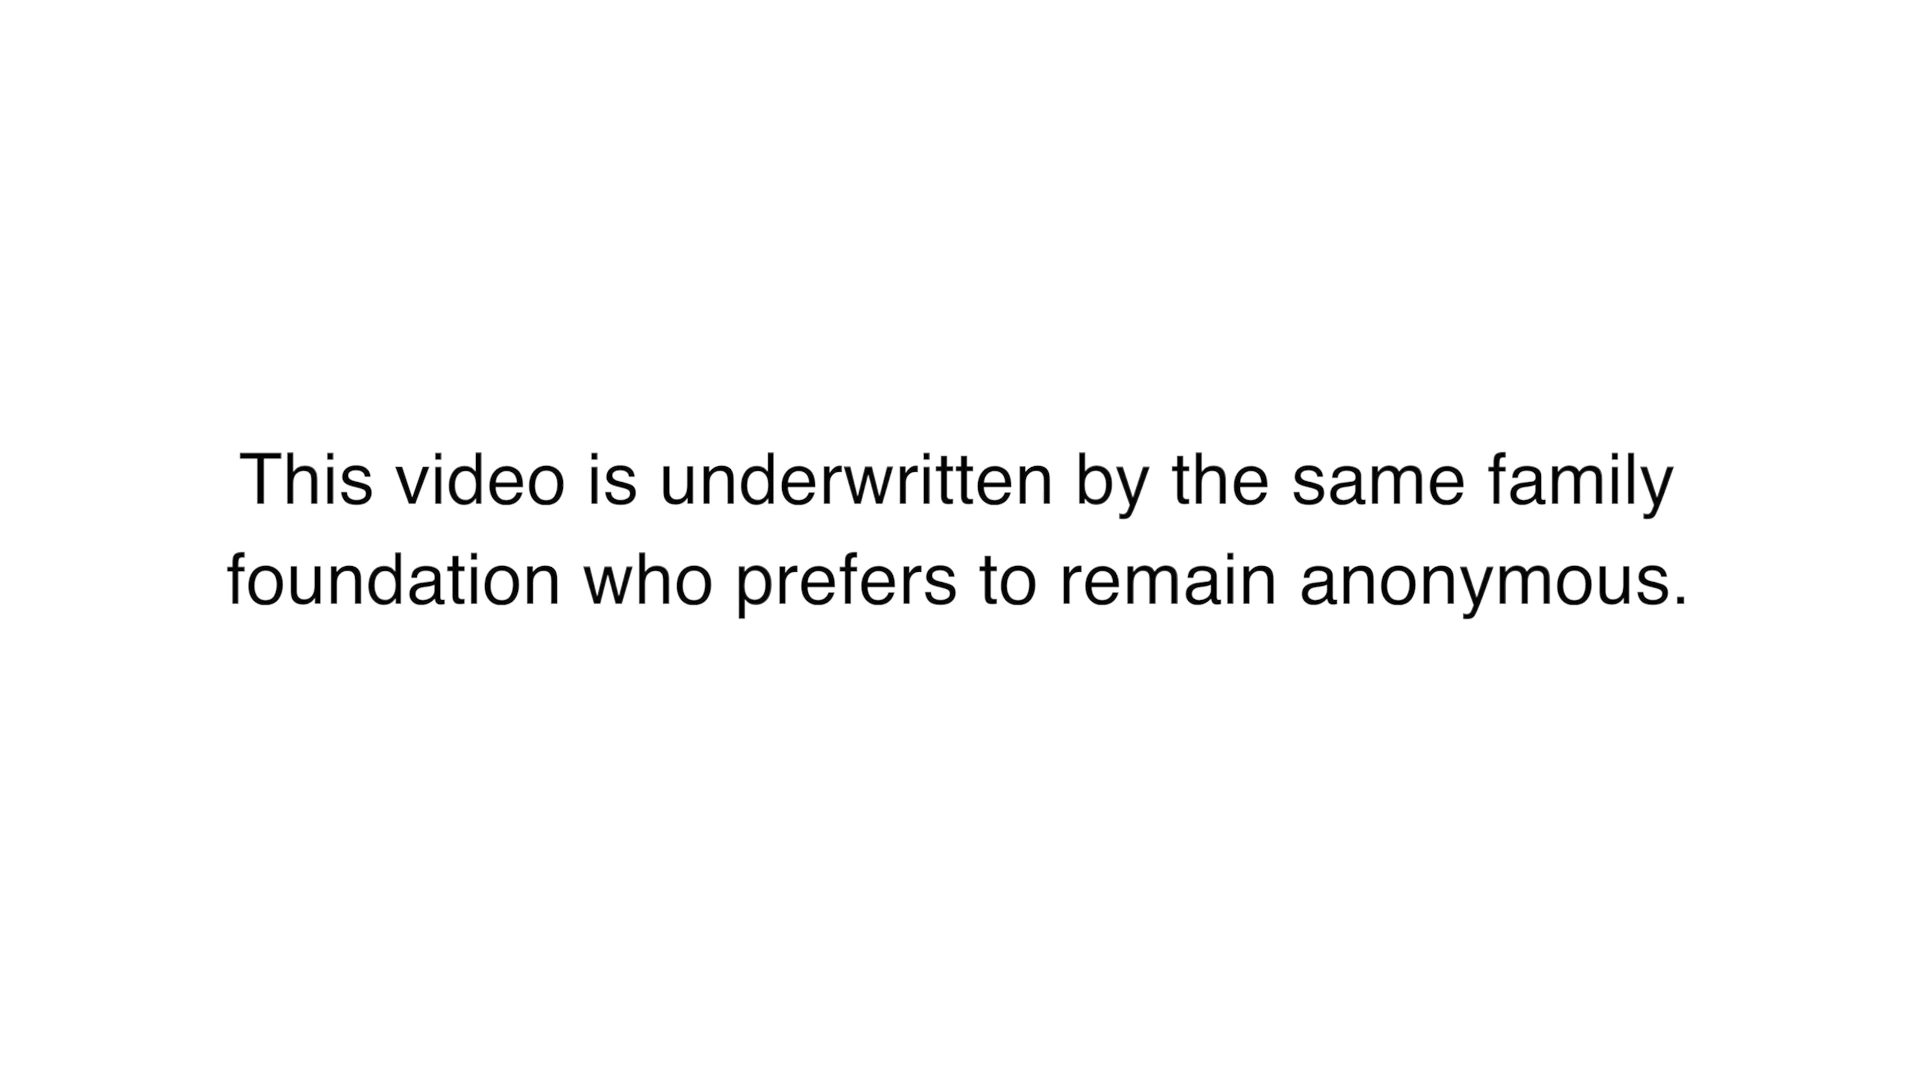 This video is underwritten by the same family
foundation who prefers to remain anonymous.